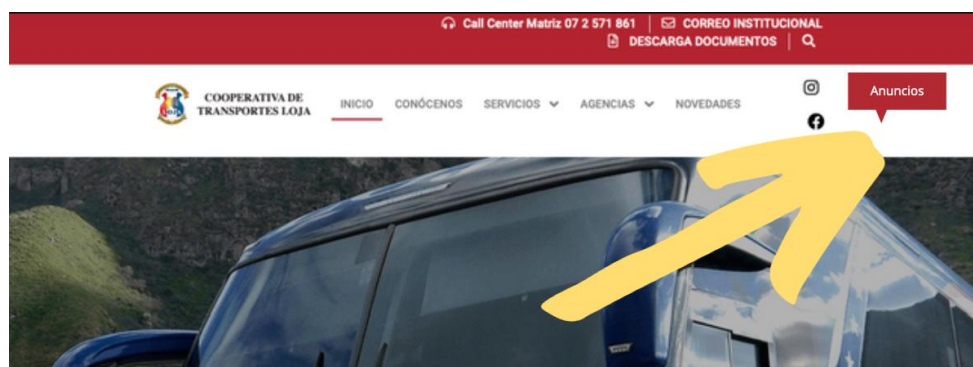 Call Center Matriz 07 2 571 861
CORREO INSTITUCIONAL
DESCARGA DOCUMENTOS
COOPERATIVA DE
TRANSPORTES LOJA
INICIO
CONÓCENOS
SERVICIOS
AGENCIAS
NOVEDADES
Anuncios